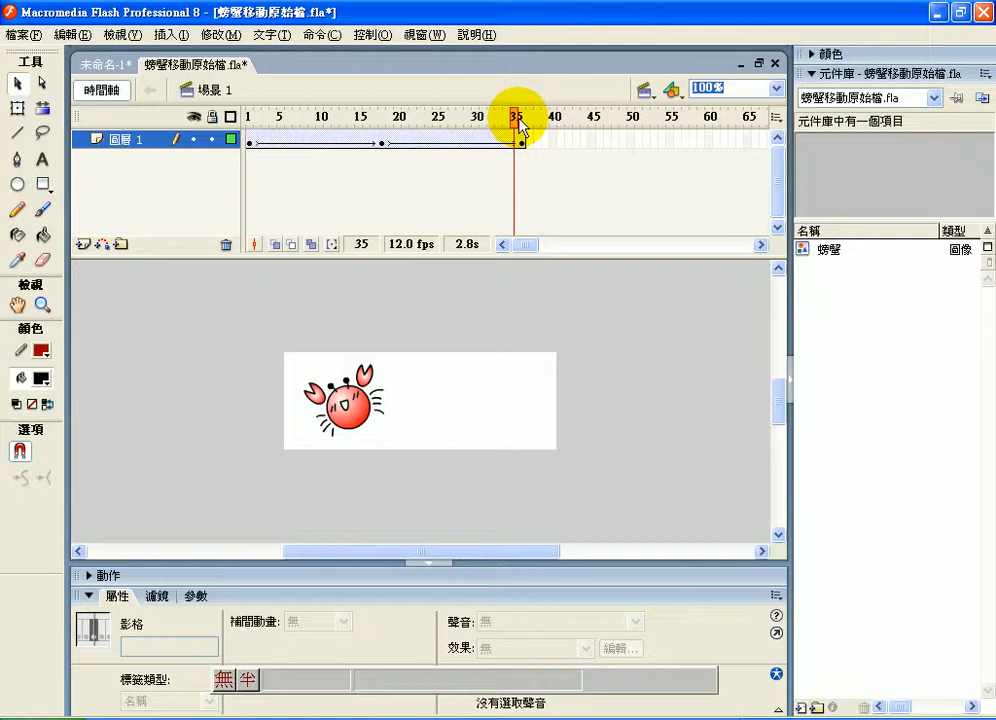 Macromedia Flash Professional 8 - [螃蟹移動原始檔.fla*]
檔案(F) 編輯(E) 檢視(V) 插入(I) 修改(M) 文字(T) 命令(C) 控制(O) 視窗(W) 說明(H)
工具
檢視
顏色
選項
未命名-1* 螃蟹移動原始檔.fla*
時間軸 場景 1 100%
1 5 10 15 20 25 30 35 40 45 50 55 60 65
圖層 1
35 12.0 fps 2.8s
動作
屬性 濾鏡 參數
影格 補間動畫: 無 聲音: 無
效果: 無 編輯...
標籤類型:
名稱
無 半
沒有選取聲音
顏色
元件庫 - 螃蟹移動原始檔.fla
螃蟹移動原始檔.fla
元件庫中有一個項目
名稱 類型
螃蟹 圖像